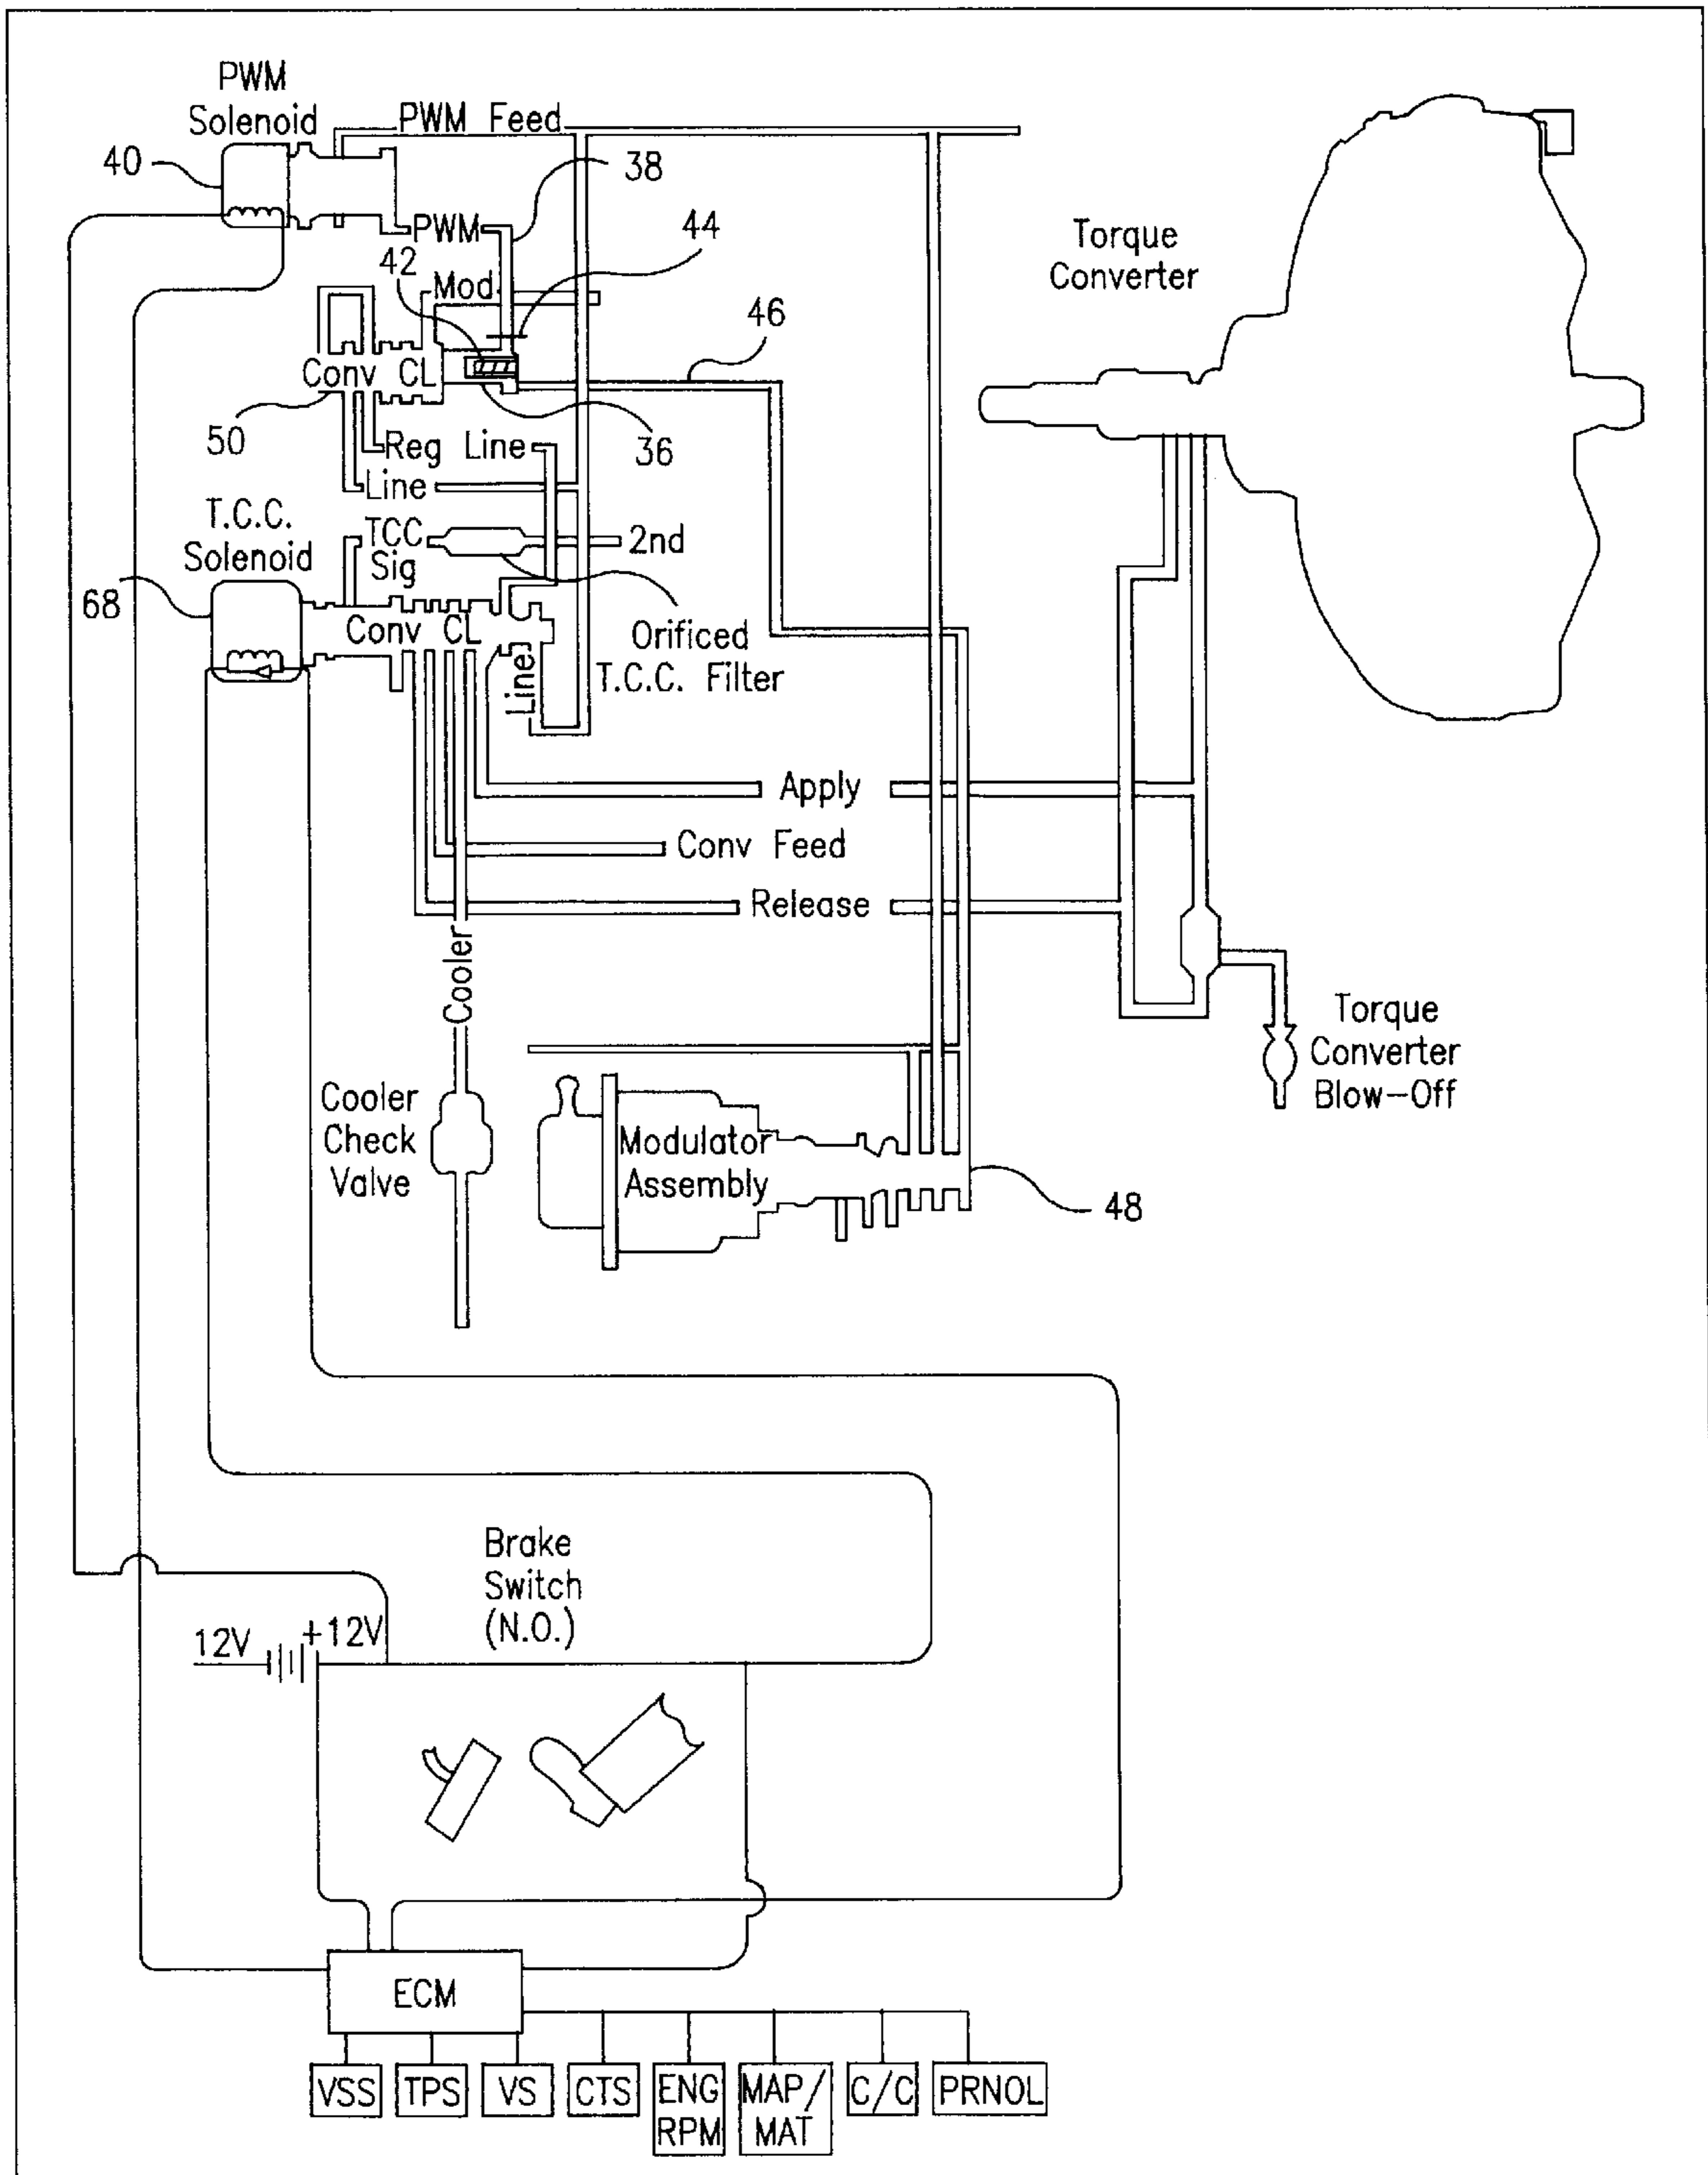 PWM
Solenoid
PWM Feed
40
38
PWM
44
42
Mod
46
Torque
Converter
Conv CL
50
36
Reg Line
Line
T.C.C.
Solenoid
TCC
Sig
2nd
68
Conv CL
Line
Orificed
T.C.C. Filter
Apply
Conv Feed
Release
Cooler
Torque
Converter
Blow-Off
Cooler
Check
Valve
Modulator
Assembly
48
Brake
Switch
(N.O.)
12V
+12V
ECM
VSS
TPS
VS
CTS
ENG
RPM
MAP/
MAT
C/C
PRNOL